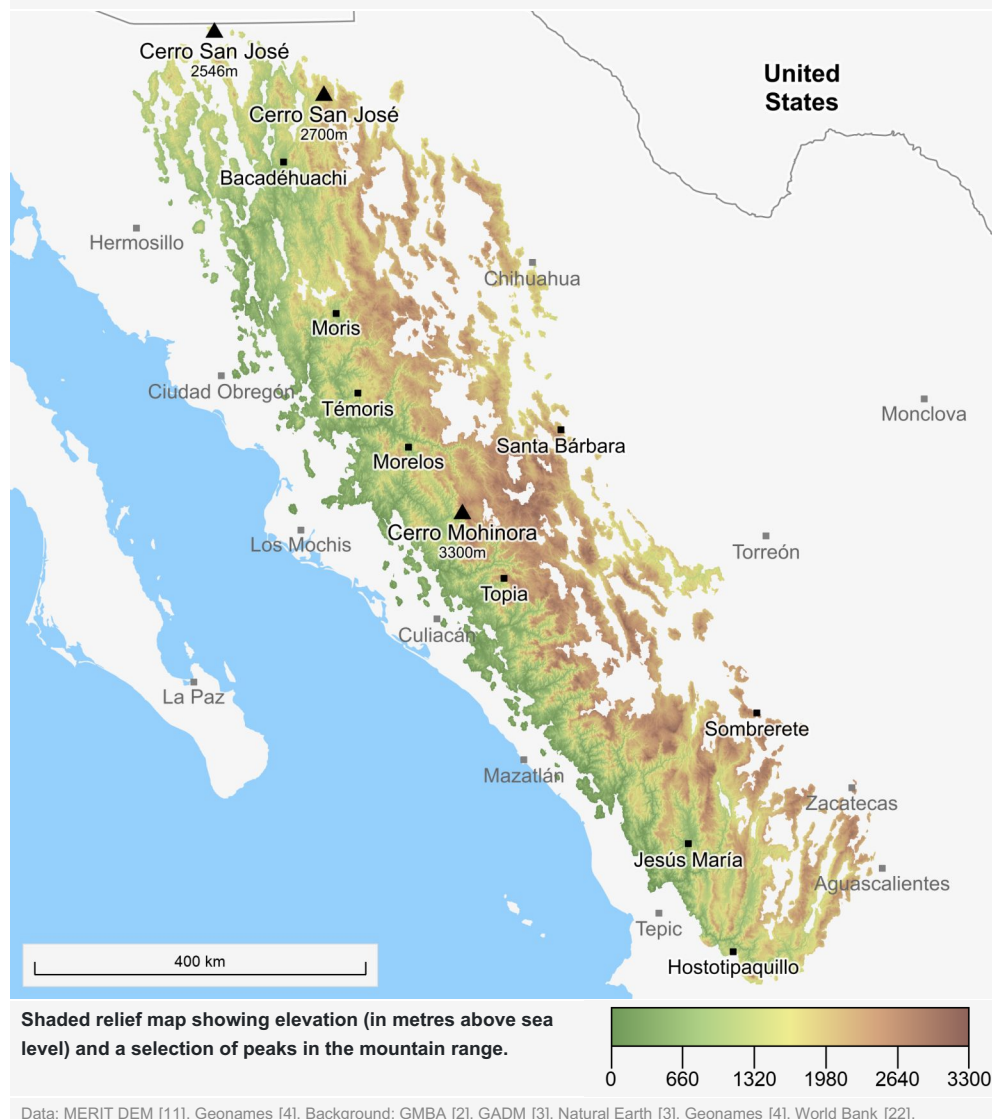 Cerro San José
2546m
United
States
Cerro San José
2700m
Bacadéhuachi
Hermosillo
Chihuahua
Moris
Ciudad Obregón
Témoris
Monclova
Santa Bárbara
Morelos
Cerro Mohinora
3300m
Los Mochis
Torreón
Topia
Culiacán
La Paz
Sombrerete
Mazatlán
Zacatecas
Jesús María
Aguascalientes
Tepic
Hostotipaquillo
400 km
Shaded relief map showing elevation (in metres above sea
level) and a selection of peaks in the mountain range.
0 660 1320 1980 2640 3300
Data: MERIT DEM [11], Geonames [4], Background: GMBA [2], GADM [3], Natural Earth [3], Geonames [4], World Bank [22],